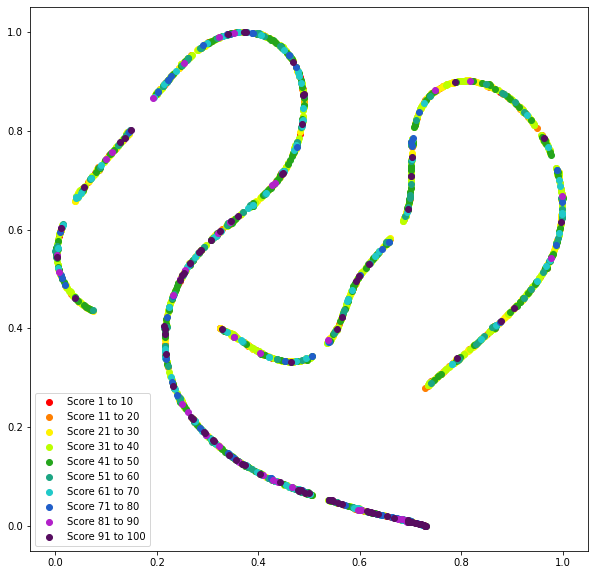 1.0
0.8
0.6
0.4
0.2
0.0
Score 1 to 10
Score 11 to 20
Score 21 to 30
Score 31 to 40
Score 41 to 50
Score 51 to 60
Score 61 to 70
Score 71 to 80
Score 81 to 90
Score 91 to 100
0.0 0.2 0.4 0.6 0.8 1.0